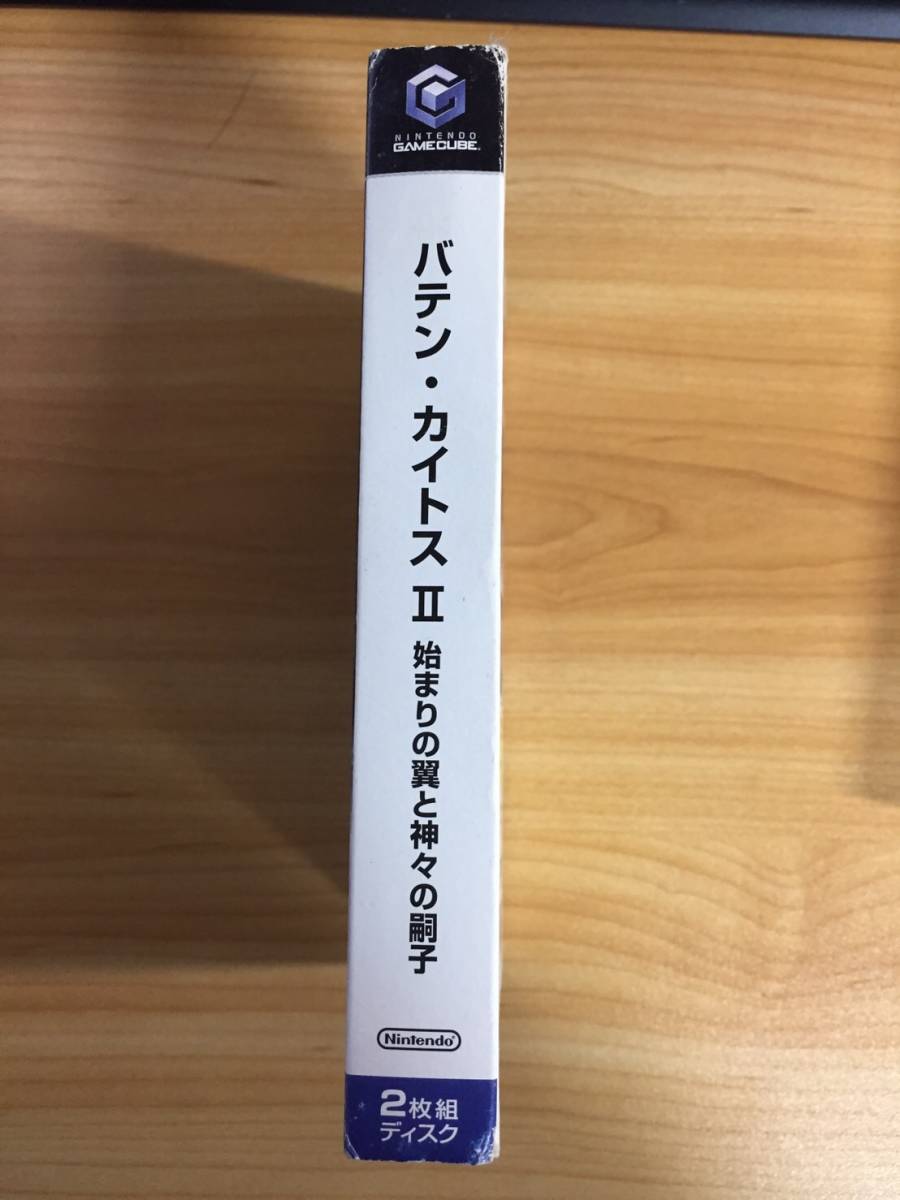 NINTENDO
GAMECUBE
バテン・カイトス II 始まりの翼と神々の嗣子
Nintendo
2枚組
ディスク